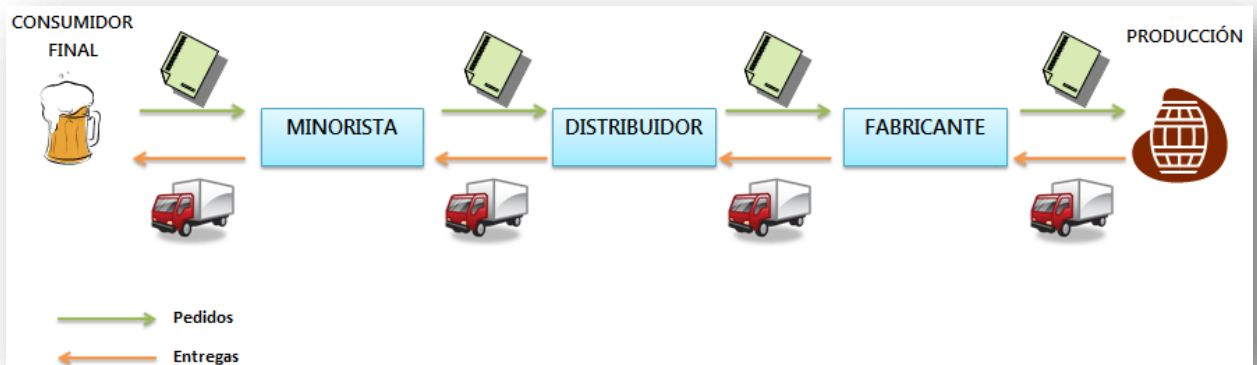 CONSUMIDOR
FINAL
PRODUCCIÓN
MINORISTA
DISTRIBUIDOR
FABRICANTE
Pedidos
Entregas